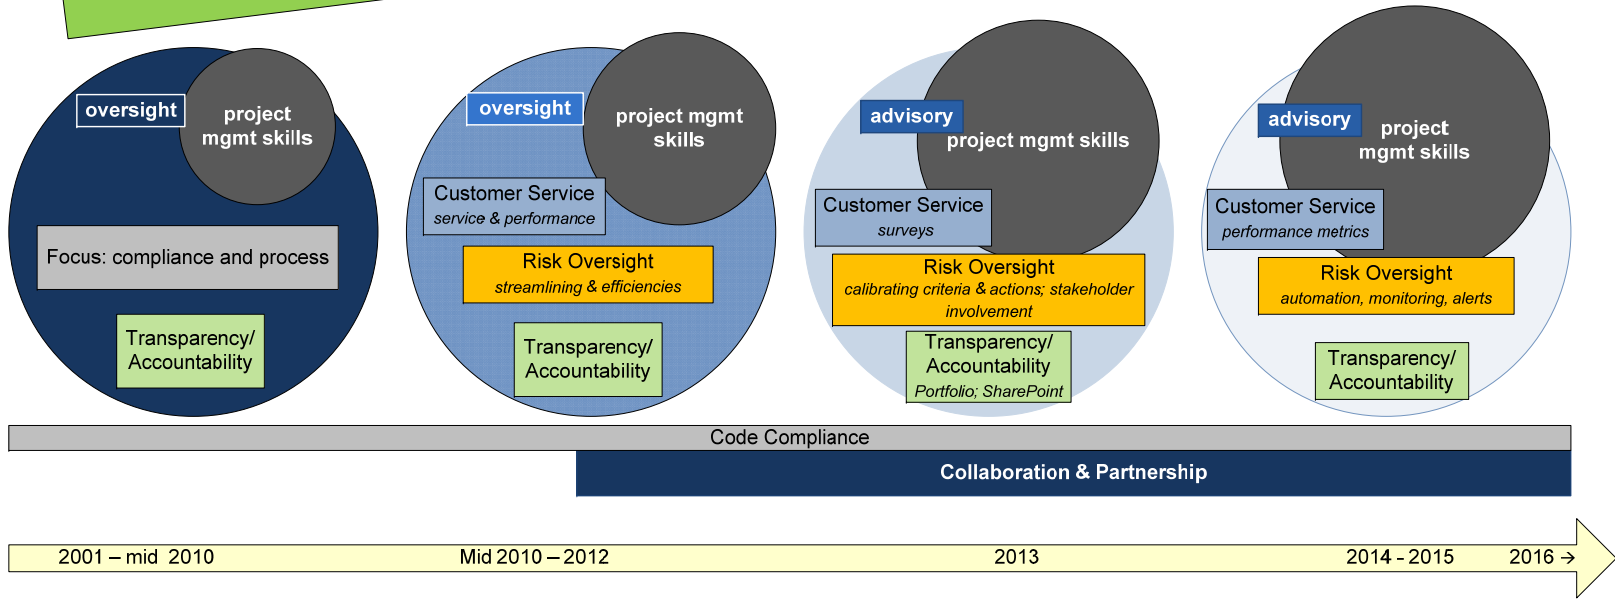 oversight
project
mgmt skills
Focus: compliance and process
Transparency/
Accountability
oversight
project mgmt
skills
Customer Service
service & performance
Risk Oversight
streamlining & efficiencies
Transparency/
Accountability
advisory
project mgmt skills
Customer Service
surveys
Risk Oversight
calibrating criteria & actions; stakeholder
involvement
Transparency/
Accountability
Portfolio; SharePoint
advisory
project
mgmt skills
Customer Service
performance metrics
Risk Oversight
automation, monitoring, alerts
Transparency/
Accountability
Code Compliance
Collaboration & Partnership
2001 – mid 2010
Mid 2010 – 2012
2013
2014 - 2015
2016 →